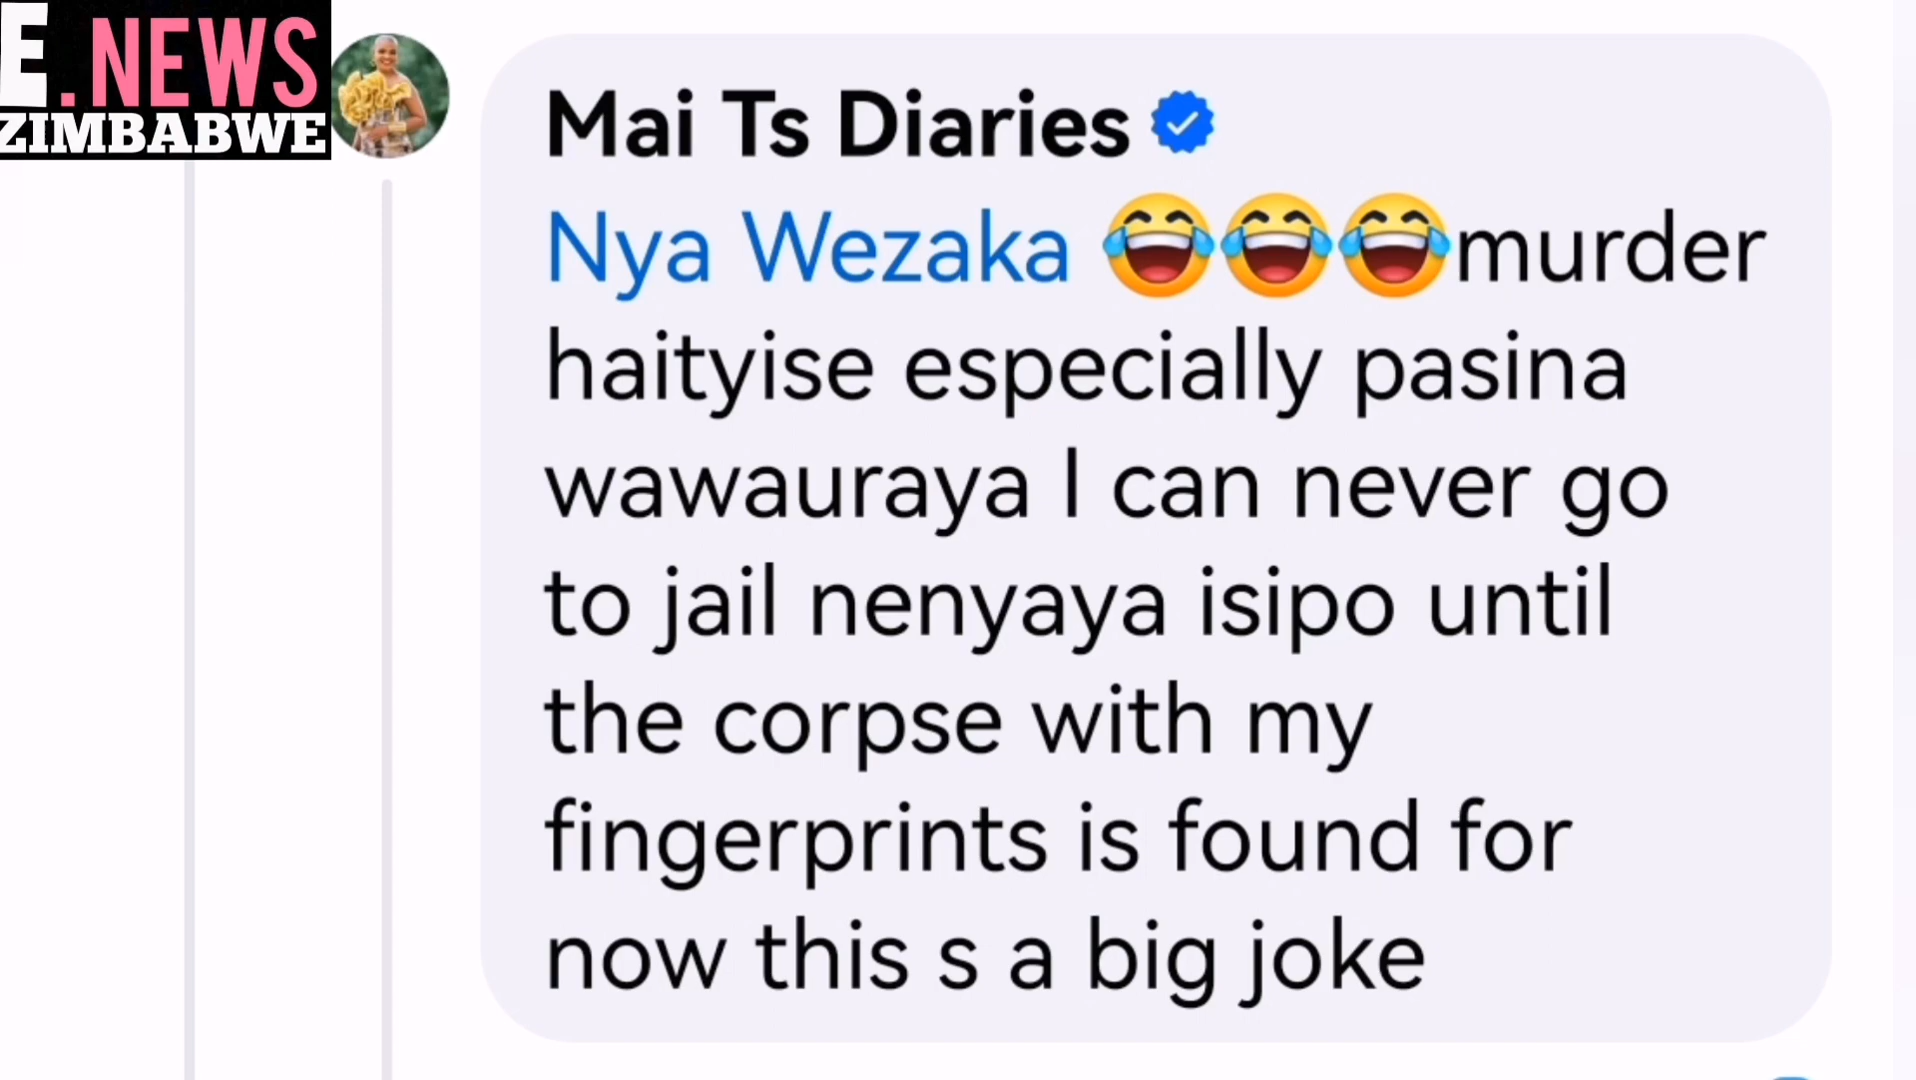 E.NEWS
ZIMBABWE
Mai Ts Diaries
Nya Wezaka 😂😂😂murder
haityise especially pasina
wawauraya I can never go
to jail nenyaya isipo until
the corpse with my
fingerprints is found for
now this s a big joke